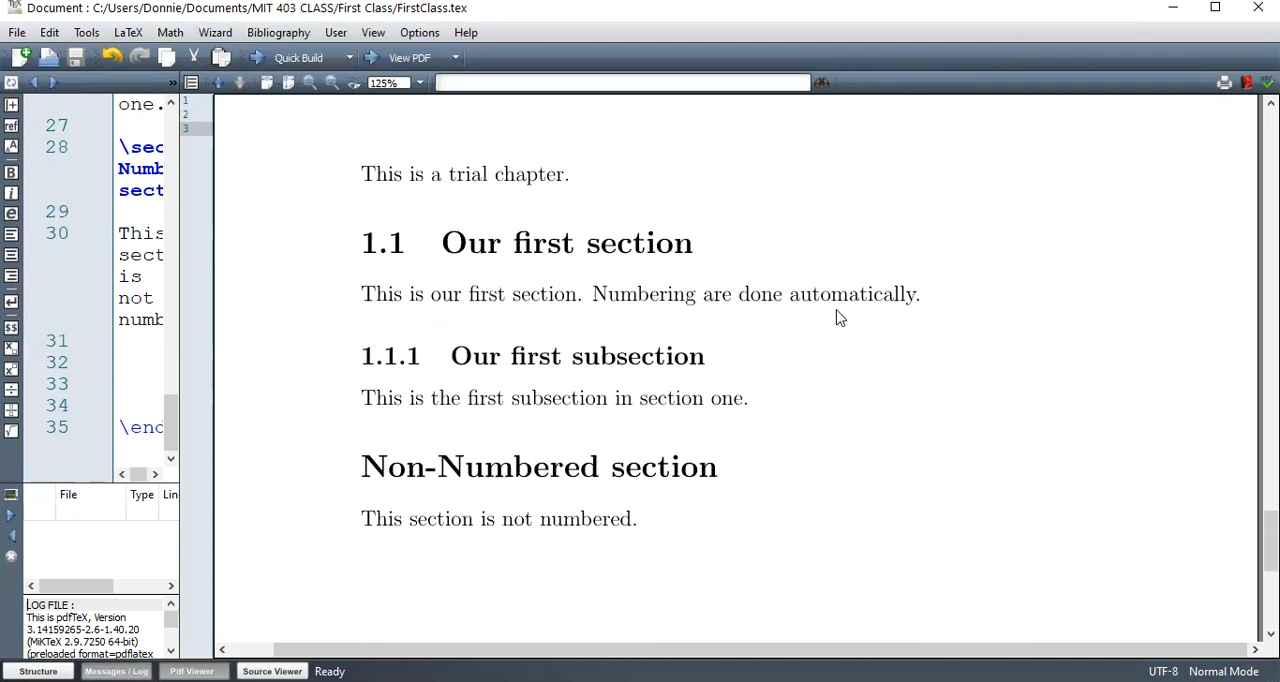 Document : C:/Users/Donnie/Documents/MIT 403 CLASS/First Class/FirstClass.tex
File Edit Tools LaTeX Math Wizard Bibliography User View Options Help
Quick Build View PDF
» 125%
one.
27
28 \sec
Numb
sect
29
30 This
sect
is
not
numb
31
32
33
34
35 \end
1
2
3
This is a trial chapter.
1.1 Our first section
This is our first section. Numbering are done automatically.
1.1.1 Our first subsection
This is the first subsection in section one.
Non-Numbered section
This section is not numbered.
File Type Lin
LOG FILE :
This is pdfTeX, Version
3.14159265-2.6-1.40.20
(MiKTeX 2.9.7250 64-bit)
(preloaded format=pdflatex
Structure Messages / Log Pdf Viewer Source Viewer Ready UTF-8 Normal Mode